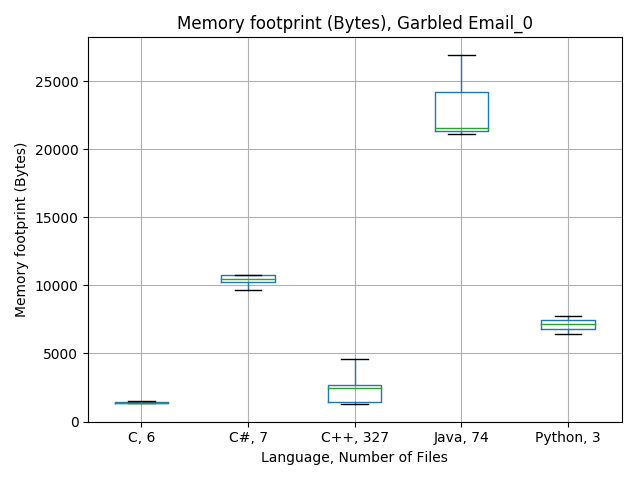 Memory footprint (Bytes), Garbled Email_0
25000
20000
15000
10000
5000
0
Memory footprint (Bytes)
C, 6
C#, 7
C++, 327
Java, 74
Python, 3
Language, Number of Files